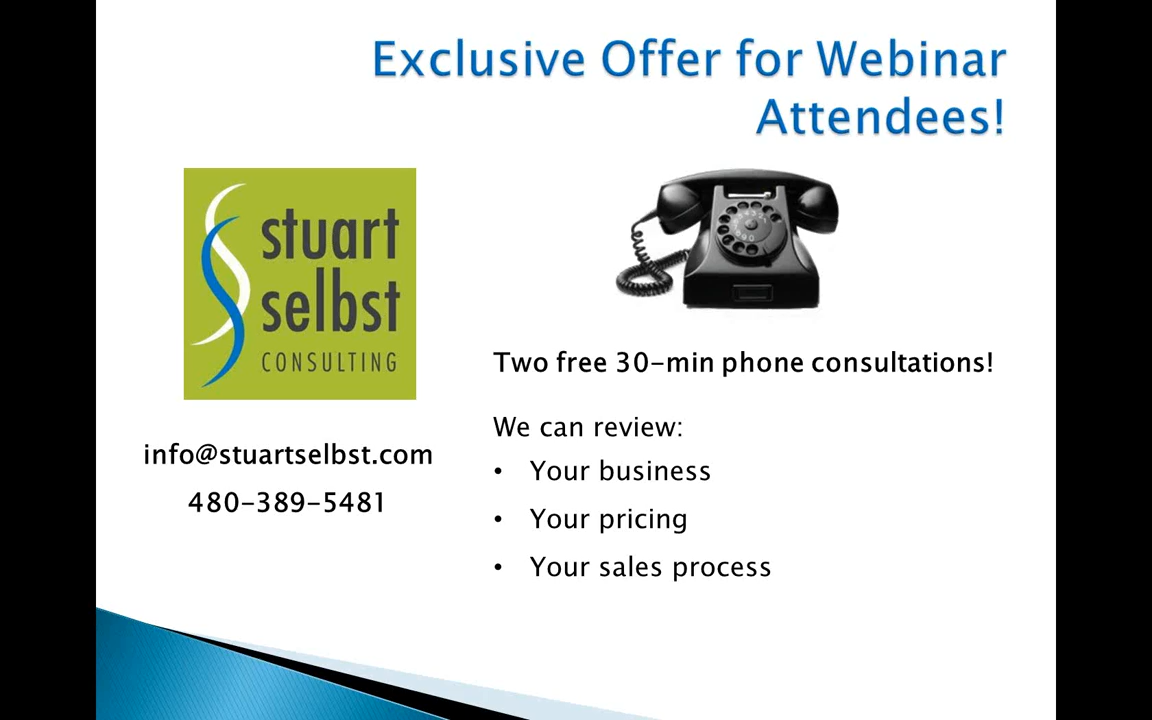 Exclusive Offer for Webinar
Attendees!
stuart
selbst
CONSULTING
info@stuartselbst.com
480-389-5481
Two free 30-min phone consultations!
We can review:
• Your business
• Your pricing
• Your sales process